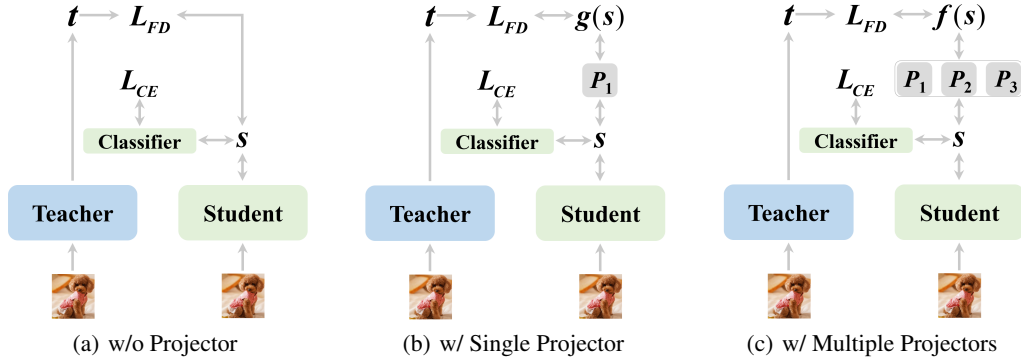 t L_FD
L_CE
Classifier s
Teacher Student
(a) w/o Projector
t L_FD g(s)
P_1
L_CE
Classifier s
Teacher Student
(b) w/ Single Projector
t L_FD f(s)
P_1 P_2 P_3
L_CE
Classifier s
Teacher Student
(c) w/ Multiple Projectors